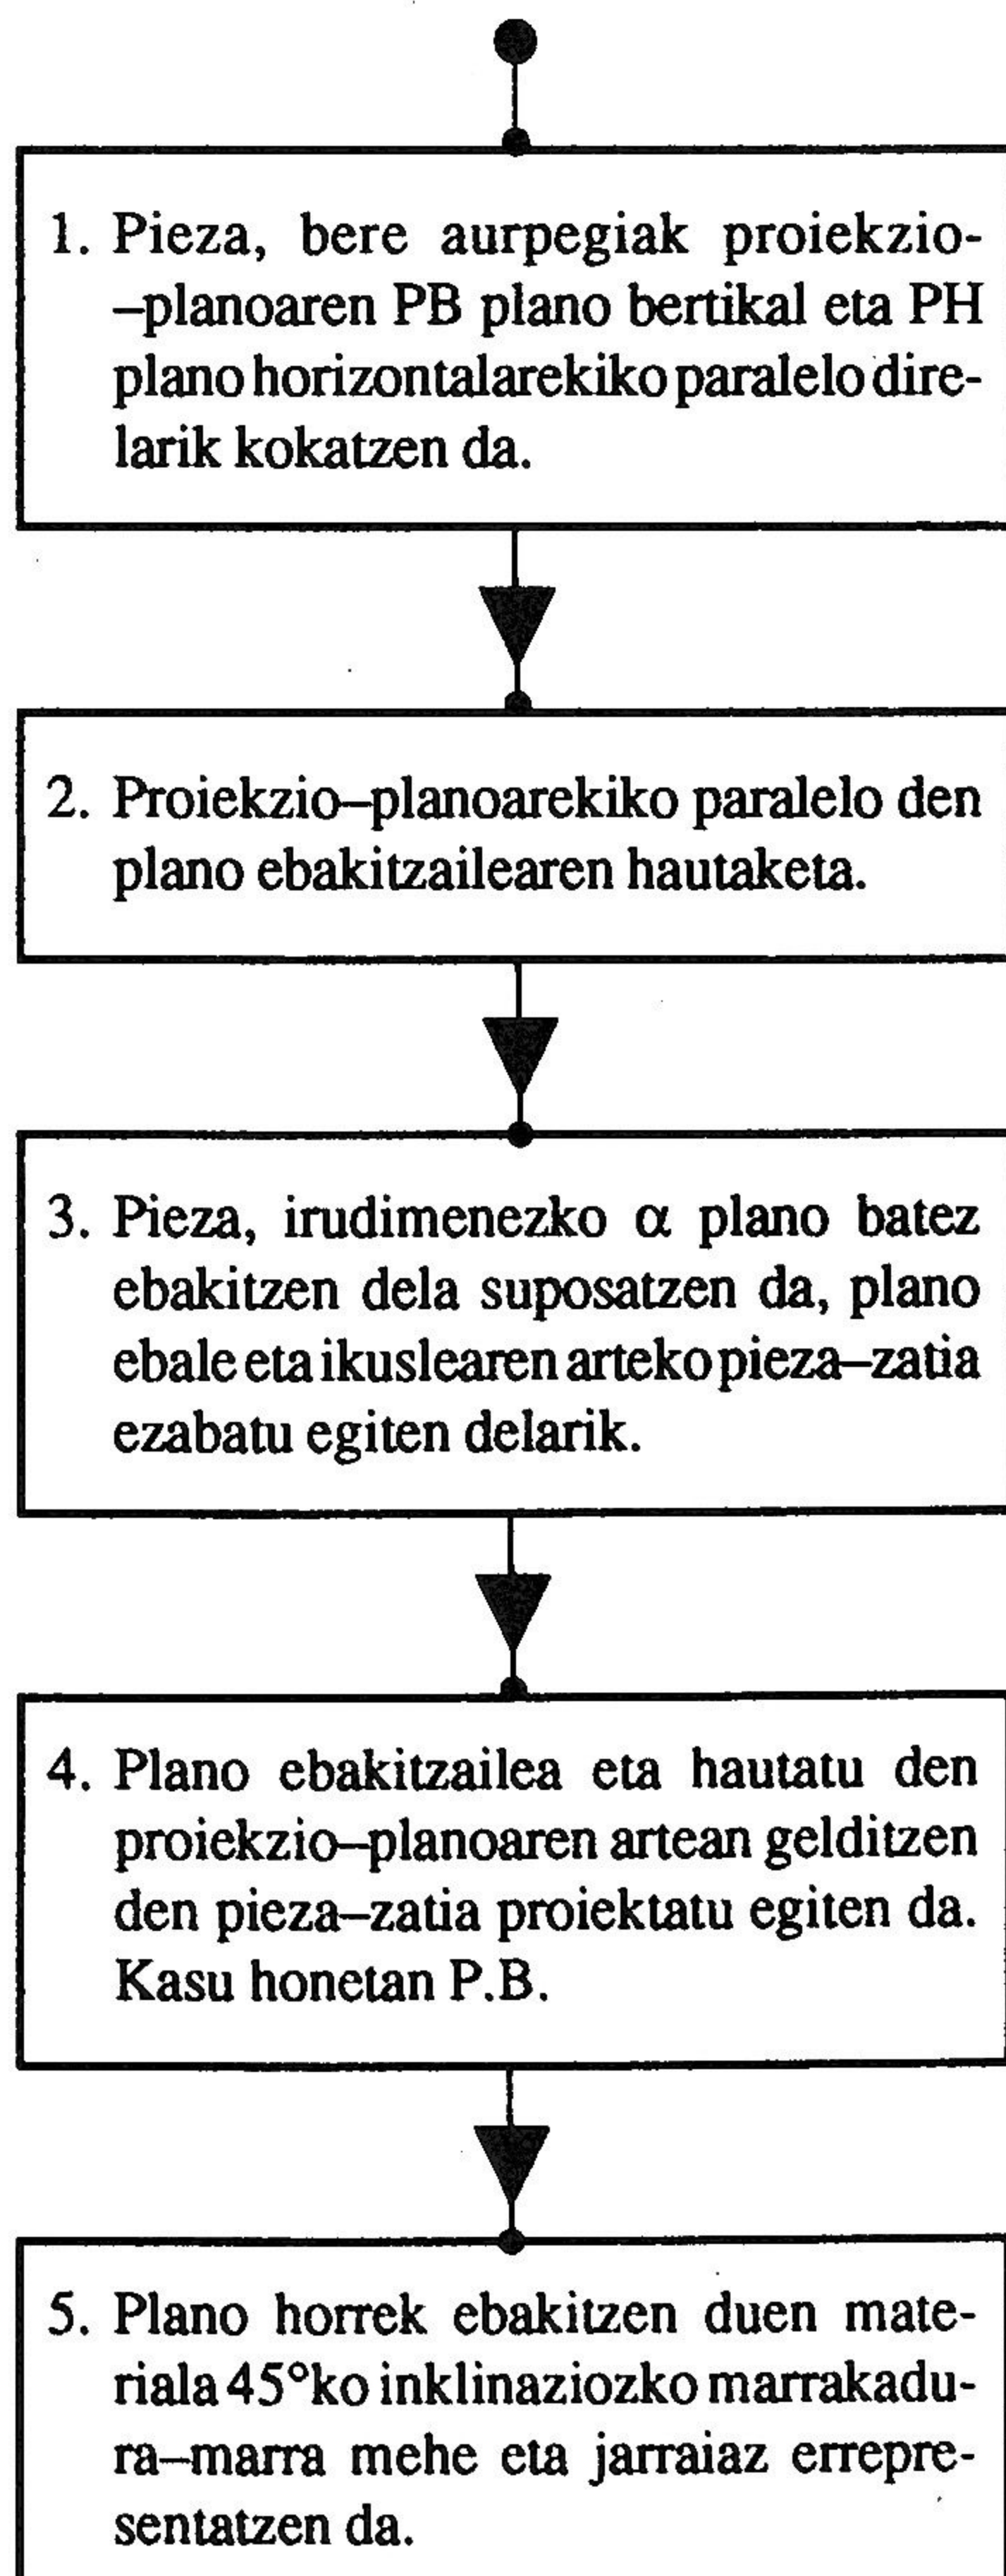 1. Pieza, bere aurpegiak proiekzio-
–planoaren PB plano bertikal eta PH
plano horizontalarekiko paralelo dire-
larik kokatzen da.
2. Proiekzio–planoarekiko paralelo den
plano ebakitzailearen hautaketa.
3. Pieza, irudimenezko α plano batez
ebakitzen dela suposatzen da, plano
ebale eta ikuslearen arteko pieza–zatia
ezabatu egiten delarik.
4. Plano ebakitzailea eta hautatu den
proiekzio–planoaren artean gelditzen
den pieza–zatia proiektatu egiten da.
Kasu honetan P.B.
5. Plano horrek ebakitzen duen mate-
riala 45°ko inklinaziozko marrakadu-
ra–marra mehe eta jarraiaz errepre-
sentatzen da.